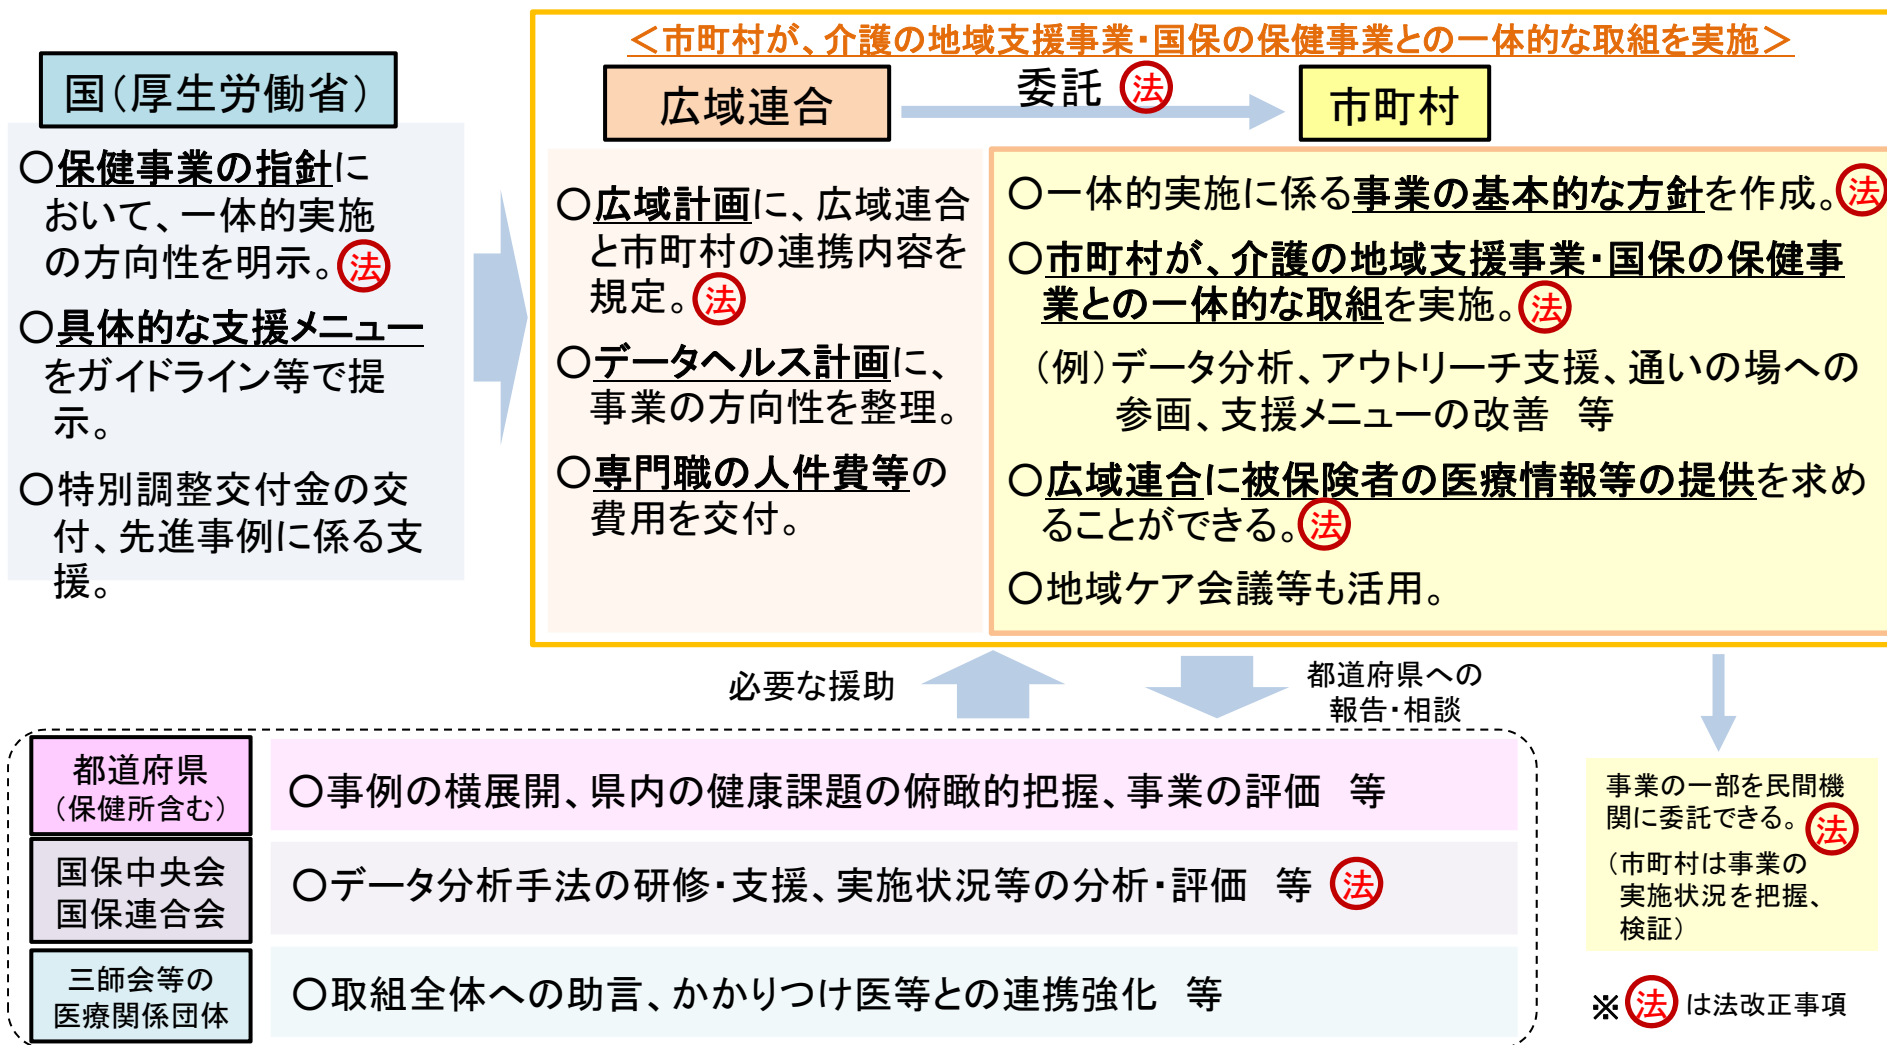 ＜市町村が、介護の地域支援事業・国保の保健事業との一体的な取組を実施＞
国（厚生労働省）
○保健事業の指針に
おいて、一体的実施
の方向性を明示。法
○具体的な支援メニュー
をガイドライン等で提
示。
○特別調整交付金の交
付、先進事例に係る支
援。
広域連合
委託 法
市町村
○広域計画に、広域連合
と市町村の連携内容を
規定。法
○データヘルス計画に、
事業の方向性を整理。
○専門職の人件費等の
費用を交付。
○一体的実施に係る事業の基本的な方針を作成。法
○市町村が、介護の地域支援事業・国保の保健事
業との一体的な取組を実施。法
（例）データ分析、アウトリーチ支援、通いの場への
参画、支援メニューの改善　等
○広域連合に被保険者の医療情報等の提供を求め
ることができる。法
○地域ケア会議等も活用。
必要な援助
都道府県への
報告・相談
都道府県
（保健所含む）
○事例の横展開、県内の健康課題の俯瞰的把握、事業の評価　等
国保中央会
国保連合会
○データ分析手法の研修・支援、実施状況等の分析・評価　等 法
三師会等の
医療関係団体
○取組全体への助言、かかりつけ医等との連携強化　等
事業の一部を民間機
関に委託できる。法
（市町村は事業の
実施状況を把握、
検証）
※法は法改正事項